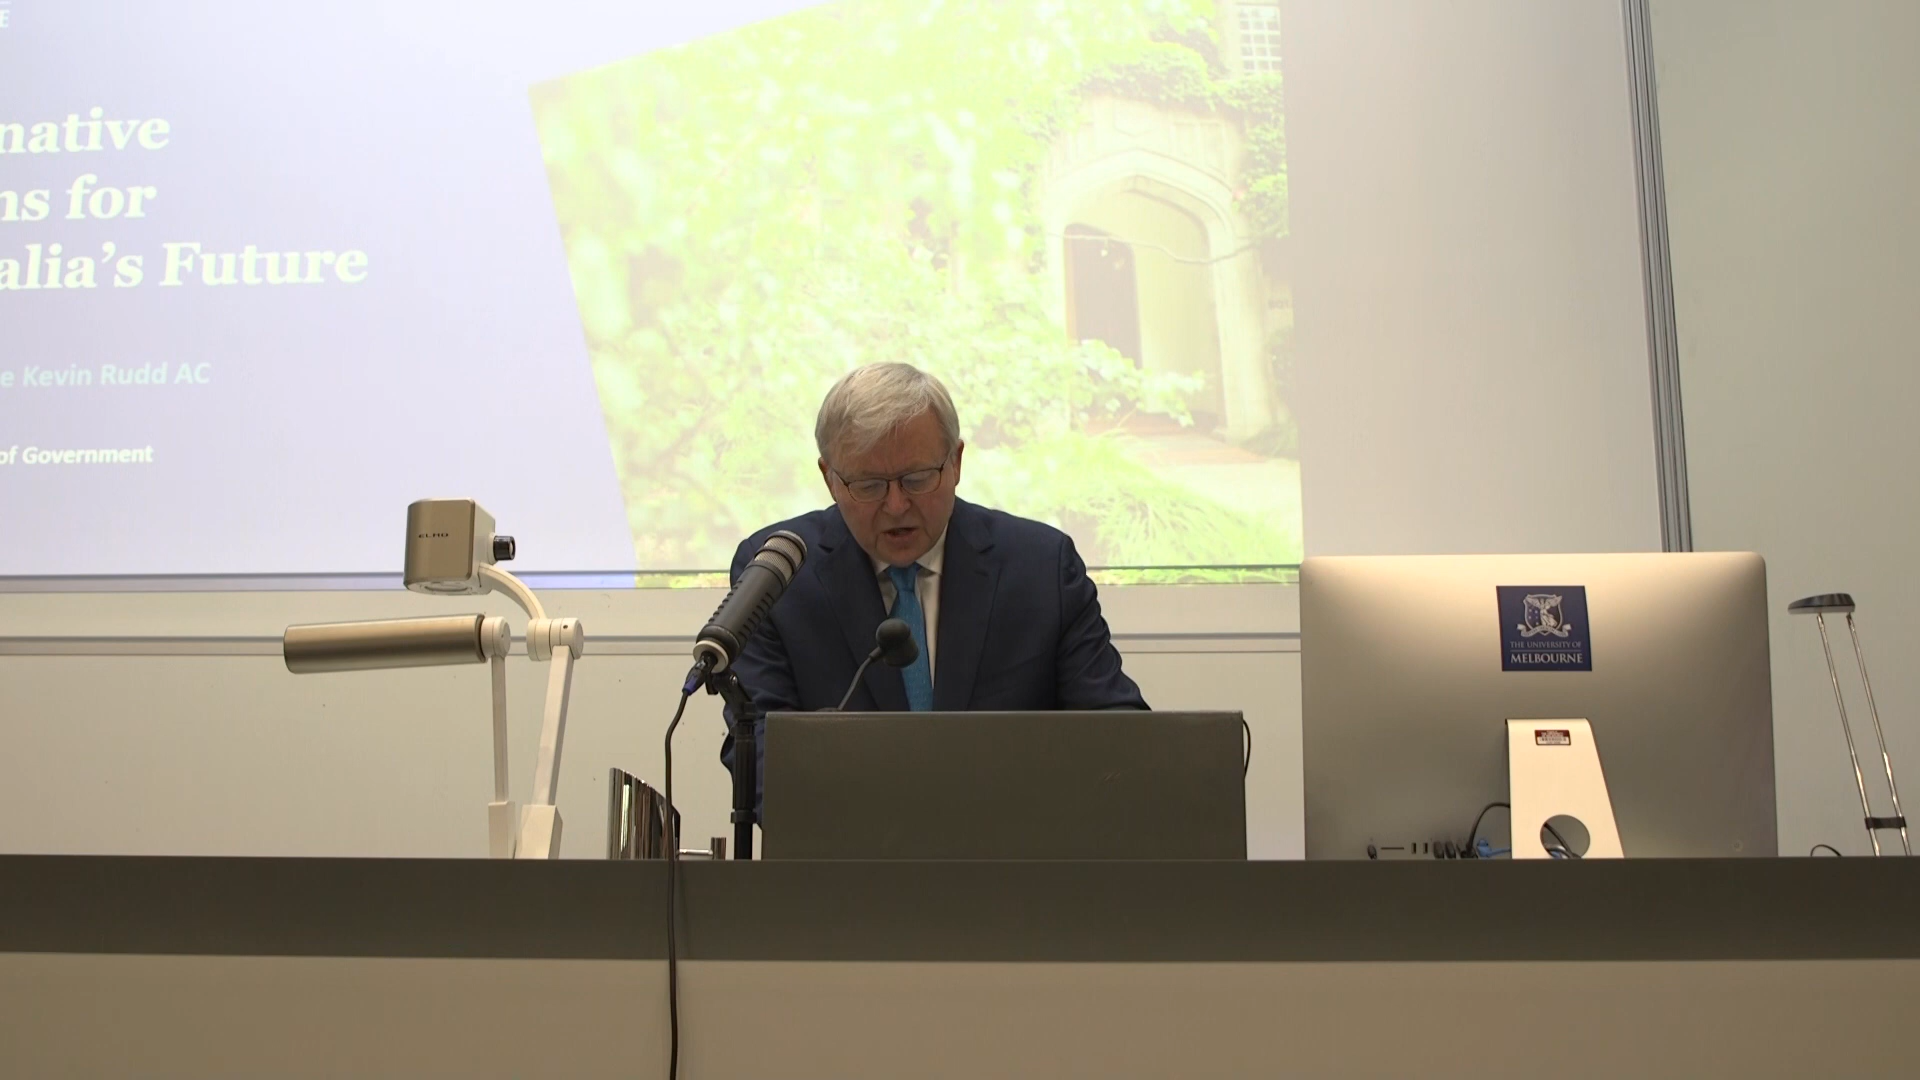 E
native
ns for
alia’s Future
e Kevin Rudd AC
of Government
ELMO
THE UNIVERSITY OF
MELBOURNE